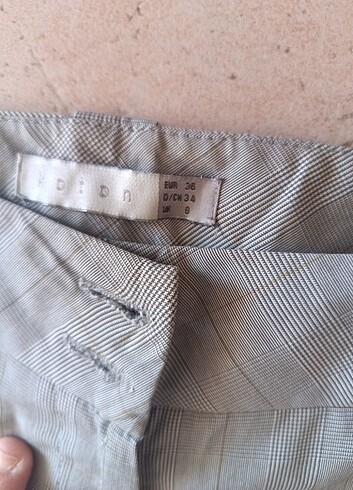 koton
EUR 36
D/CH 34
UK 8